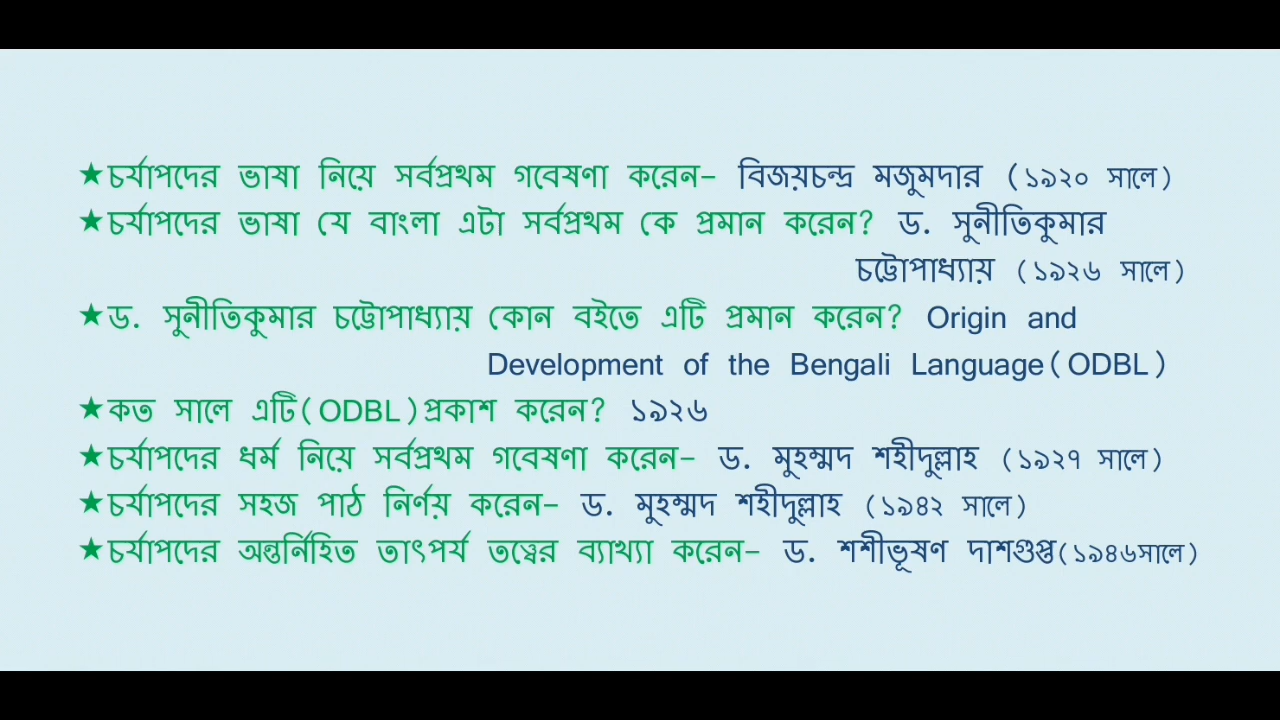 ★চর্যাপদের ভাষা নিয়ে সর্বপ্রথম গবেষণা করেন- বিজয়চন্দ্র মজুমদার (১৯২০ সালে)
★চর্যাপদের ভাষা যে বাংলা এটা সর্বপ্রথম কে প্রমান করেন? ড. সুনীতিকুমার
চট্টোপাধ্যায় (১৯২৬ সালে)
★ড. সুনীতিকুমার চট্টোপাধ্যায় কোন বইতে এটি প্রমান করেন? Origin and
Development of the Bengali Language(ODBL)
★কত সালে এটি(ODBL)প্রকাশ করেন? ১৯২৬
★চর্যাপদের ধর্ম নিয়ে সর্বপ্রথম গবেষণা করেন- ড. মুহম্মদ শহীদুল্লাহ (১৯২৭ সালে)
★চর্যাপদের সহজ পাঠ নির্ণয় করেন- ড. মুহম্মদ শহীদুল্লাহ (১৯৪২ সালে)
★চর্যাপদের অন্তর্নিহিত তাৎপর্য তত্ত্বের ব্যাখ্যা করেন- ড. শশীভূষণ দাশগুপ্ত(১৯৪৬সালে)